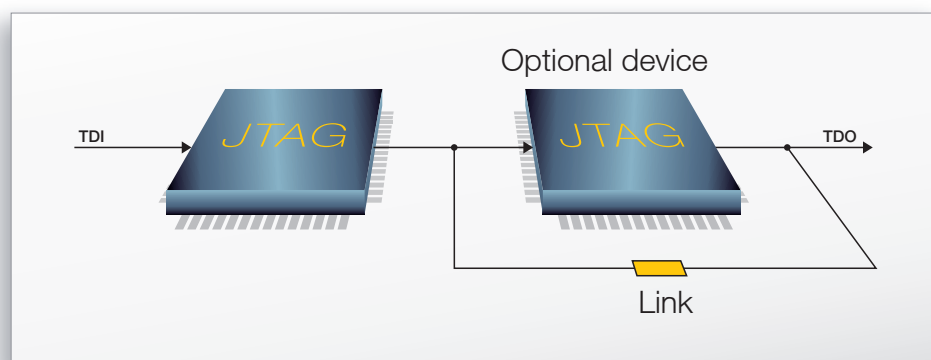 Optional device
TDI
JTAG
JTAG
TDO
Link